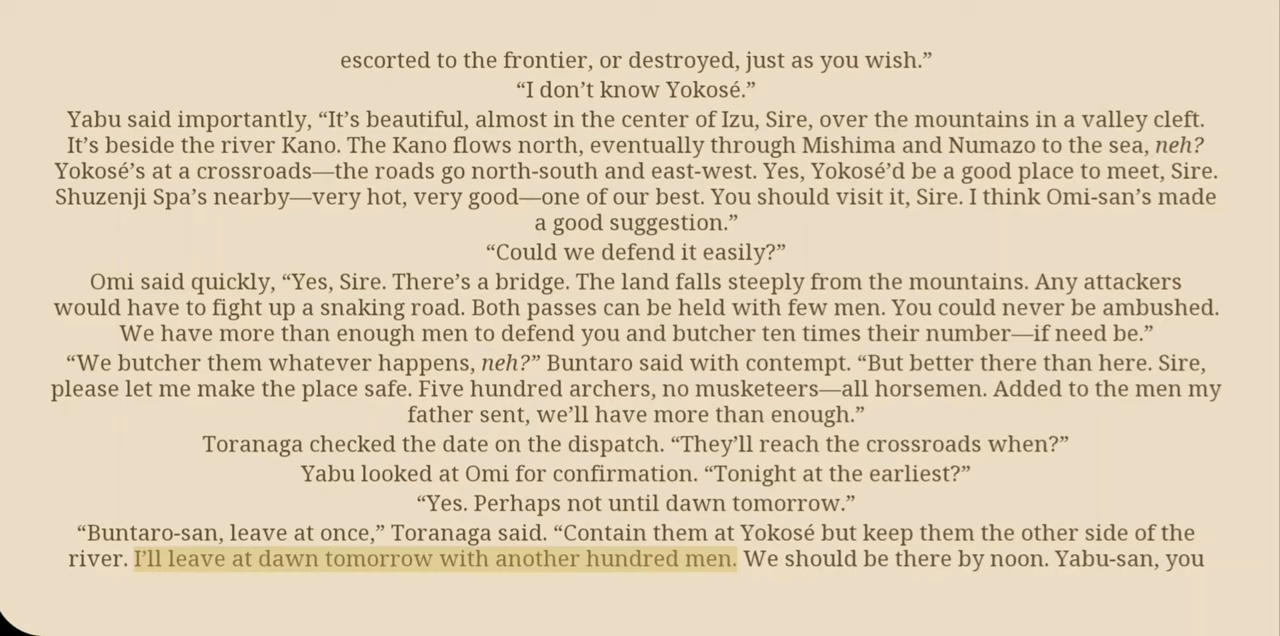 escorted to the frontier, or destroyed, just as you wish.”
“I don’t know Yokosé.”
Yabu said importantly, “It’s beautiful, almost in the center of Izu, Sire, over the mountains in a valley cleft.
It’s beside the river Kano. The Kano flows north, eventually through Mishima and Numazo to the sea, neh?
Yokosé’s at a crossroads—the roads go north-south and east-west. Yes, Yokosé’d be a good place to meet, Sire.
Shuzenji Spa’s nearby—very hot, very good—one of our best. You should visit it, Sire. I think Omi-san’s made
a good suggestion.”
“Could we defend it easily?”
Omi said quickly, “Yes, Sire. There’s a bridge. The land falls steeply from the mountains. Any attackers
would have to fight up a snaking road. Both passes can be held with few men. You could never be ambushed.
We have more than enough men to defend you and butcher ten times their number—if need be.”
“We butcher them whatever happens, neh?” Buntaro said with contempt. “But better there than here. Sire,
please let me make the place safe. Five hundred archers, no musketeers—all horsemen. Added to the men my
father sent, we’ll have more than enough.”
Toranaga checked the date on the dispatch. “They’ll reach the crossroads when?”
Yabu looked at Omi for confirmation. “Tonight at the earliest?”
“Yes. Perhaps not until dawn tomorrow.”
“Buntaro-san, leave at once,” Toranaga said. “Contain them at Yokosé but keep them the other side of the
river. I’ll leave at dawn tomorrow with another hundred men. We should be there by noon. Yabu-san, you